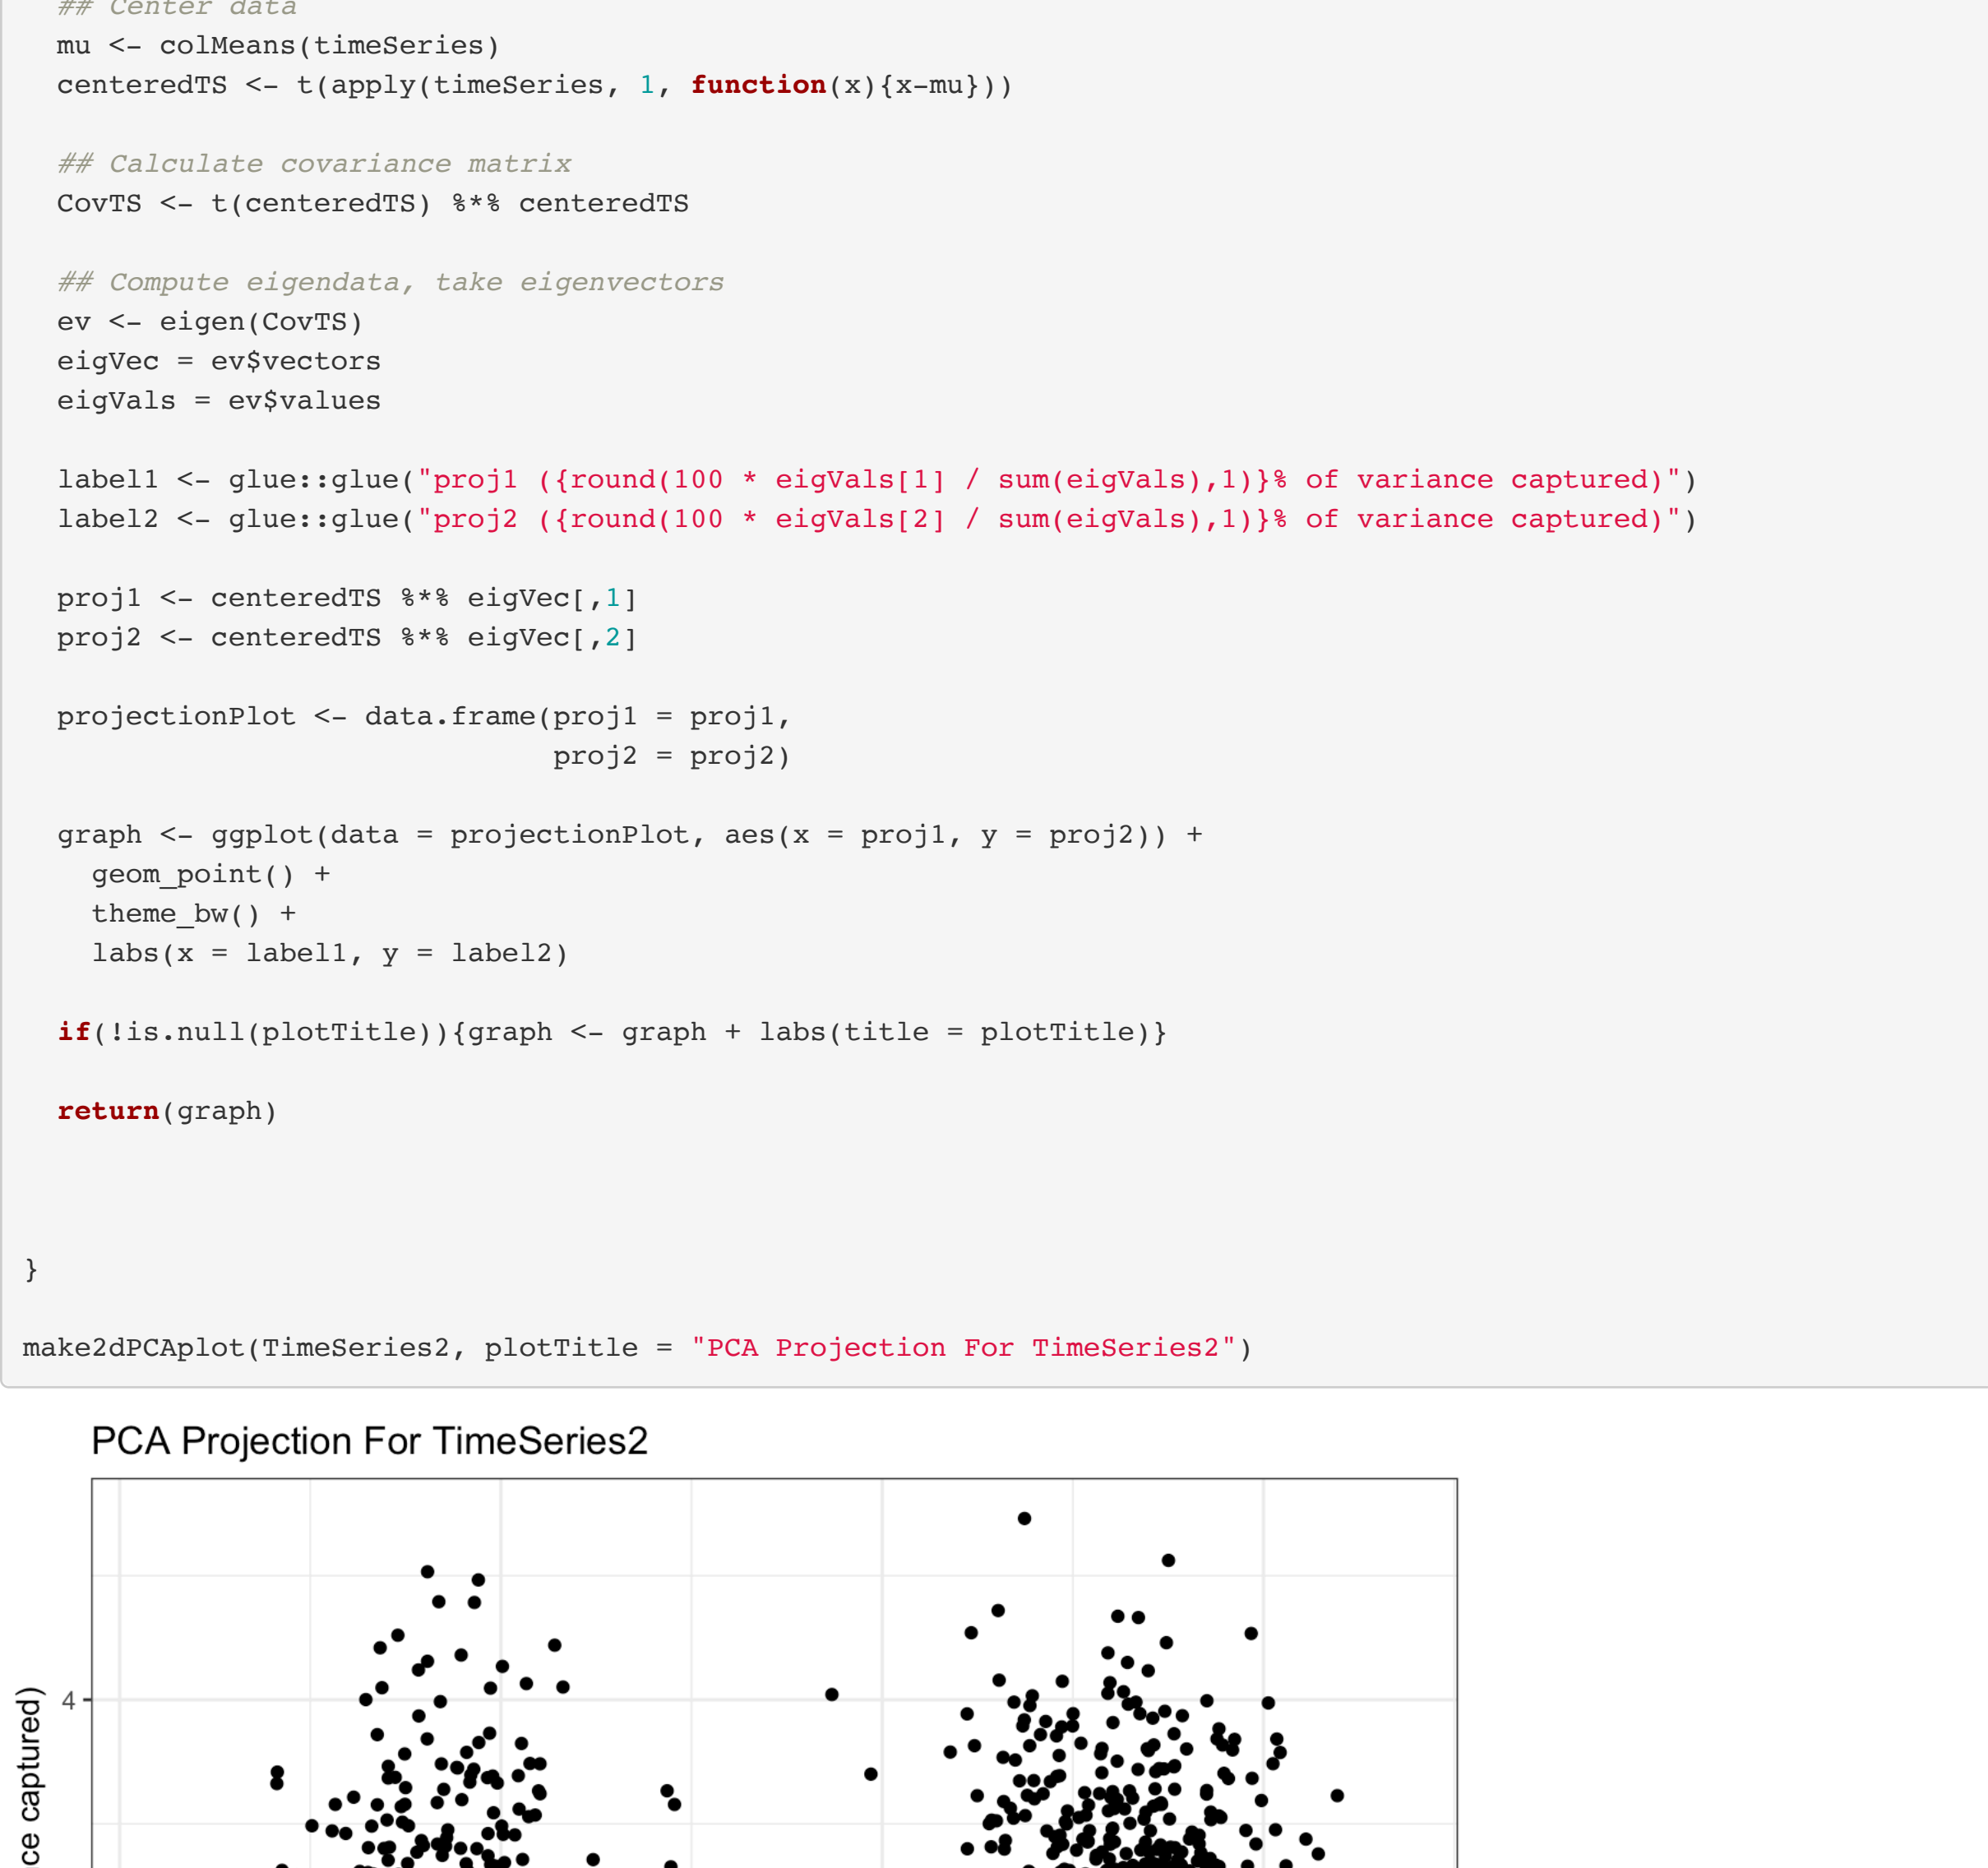 ## Center data
mu <- colMeans(timeSeries)
centeredTS <- t(apply(timeSeries, 1, function(x){x-mu}))
## Calculate covariance matrix
CovTS <- t(centeredTS) %*% centeredTS
## Compute eigendata, take eigenvectors
ev <- eigen(CovTS)
eigVec = ev$vectors
eigVals = ev$values
label1 <- glue::glue("proj1 ({round(100 * eigVals[1] / sum(eigVals),1)}% of variance captured)")
label2 <- glue::glue("proj2 ({round(100 * eigVals[2] / sum(eigVals),1)}% of variance captured)")
proj1 <- centeredTS %*% eigVec[,1]
proj2 <- centeredTS %*% eigVec[,2]
projectionPlot <- data.frame(proj1 = proj1,
proj2 = proj2)
graph <- ggplot(data = projectionPlot, aes(x = proj1, y = proj2)) +
geom_point() +
theme_bw() +
labs(x = label1, y = label2)
if(!is.null(plotTitle)){graph <- graph + labs(title = plotTitle)}
return(graph)
}
make2dPCAplot(TimeSeries2, plotTitle = "PCA Projection For TimeSeries2")
PCA Projection For TimeSeries2
4
captured)